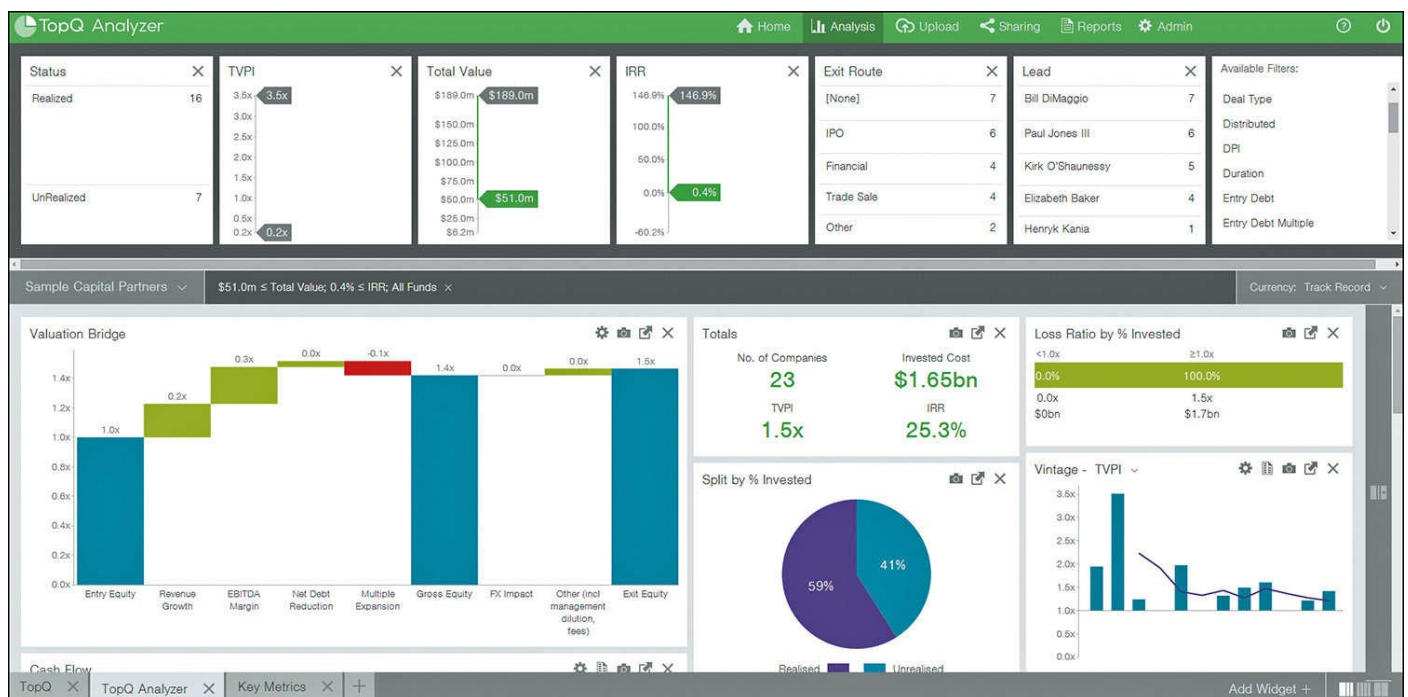 TopQ Analyzer
Home Analysis Upload Sharing Reports Admin
Status
Realized 16
UnRealized 7
TVPI
3.5x 3.5x
3.0x
2.5x
2.0x
1.5x
1.0x
0.5x
0.2x 0.2x
Total Value
$189.0m $189.0m
$150.0m
$125.0m
$100.0m
$75.0m
$50.0m $51.0m
$25.0m
$6.2m
IRR
146.9% 146.9%
100.0%
50.0%
0.0% 0.4%
-60.2%
Exit Route
[None] 7
IPO 6
Financial 4
Trade Sale 4
Other 2
Lead
Bill DiMaggio 7
Paul Jones III 6
Kirk O'Shaunessy 5
Elizabeth Baker 4
Henryk Kania 1
Available Filters:
Deal Type
Distributed
DPI
Duration
Entry Debt
Entry Debt Multiple
Sample Capital Partners
$51.0m ≤ Total Value; 0.4% ≤ IRR; All Funds ×
Currency: Track Record
Valuation Bridge
1.4x
1.2x
1.0x
0.8x
0.6x
0.4x
0.2x
0.0x
1.0x
0.2x
0.3x
0.0x
-0.1x
1.4x
0.0x
0.0x
1.5x
Entry Equity
Revenue
Growth
EBITDA
Margin
Net Debt
Reduction
Multiple
Expansion
Gross Equity
FX Impact
Other (incl
management
dilution,
fees)
Exit Equity
Totals
No. of Companies
23
Invested Cost
$1.65bn
TVPI
1.5x
IRR
25.3%
Loss Ratio by % Invested
<1.0x ≥1.0x
0.0% 100.0%
0.0x 1.5x
$0bn $1.7bn
Split by % Invested
59%
41%
Realised Unrealised
Vintage - TVPI
3.5x
3.0x
2.5x
2.0x
1.5x
1.0x
0.5x
0.0x
Cash Flow
TopQ
TopQ Analyzer
Key Metrics
Add Widget +